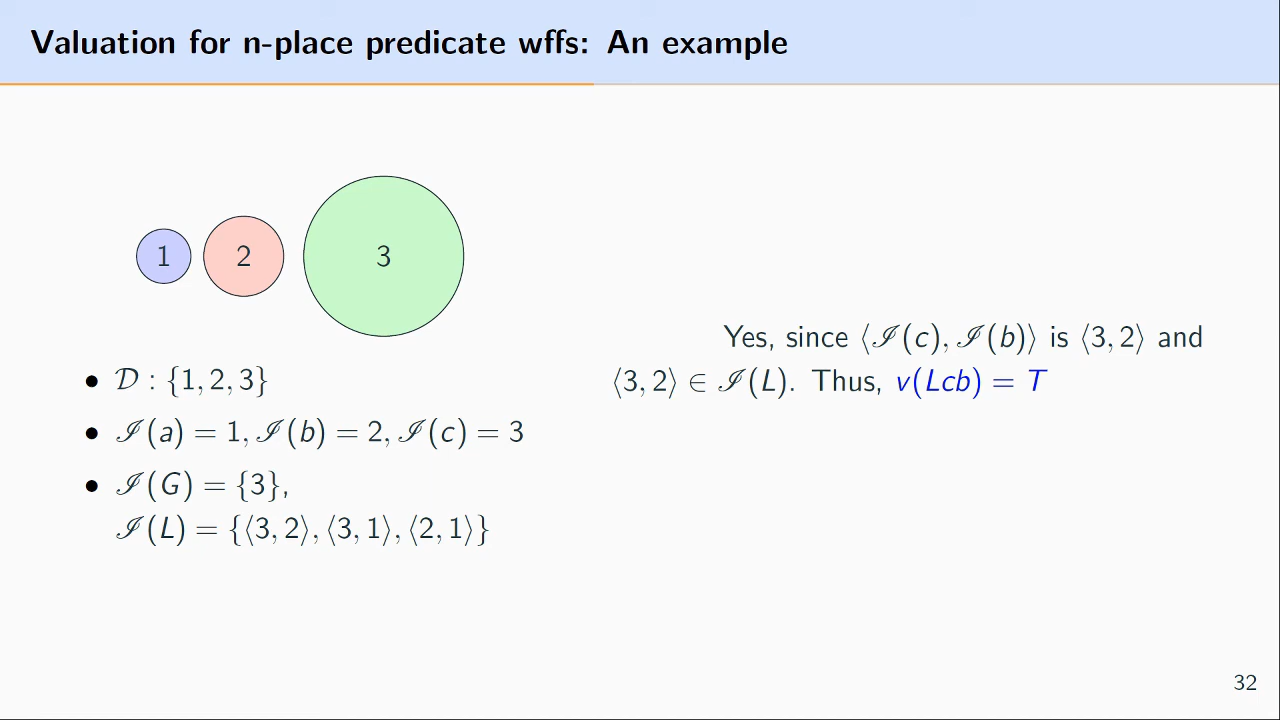 Valuation for n-place predicate wffs: An example
1
2
3
Yes, since ⟨ℐ(c), ℐ(b)⟩ is ⟨3, 2⟩ and
⟨3, 2⟩ ∈ ℐ(L). Thus, v(Lcb) = T
• 𝒟 : {1, 2, 3}
• ℐ(a) = 1, ℐ(b) = 2, ℐ(c) = 3
• ℐ(G) = {3},
ℐ(L) = {⟨3, 2⟩, ⟨3, 1⟩, ⟨2, 1⟩}
32